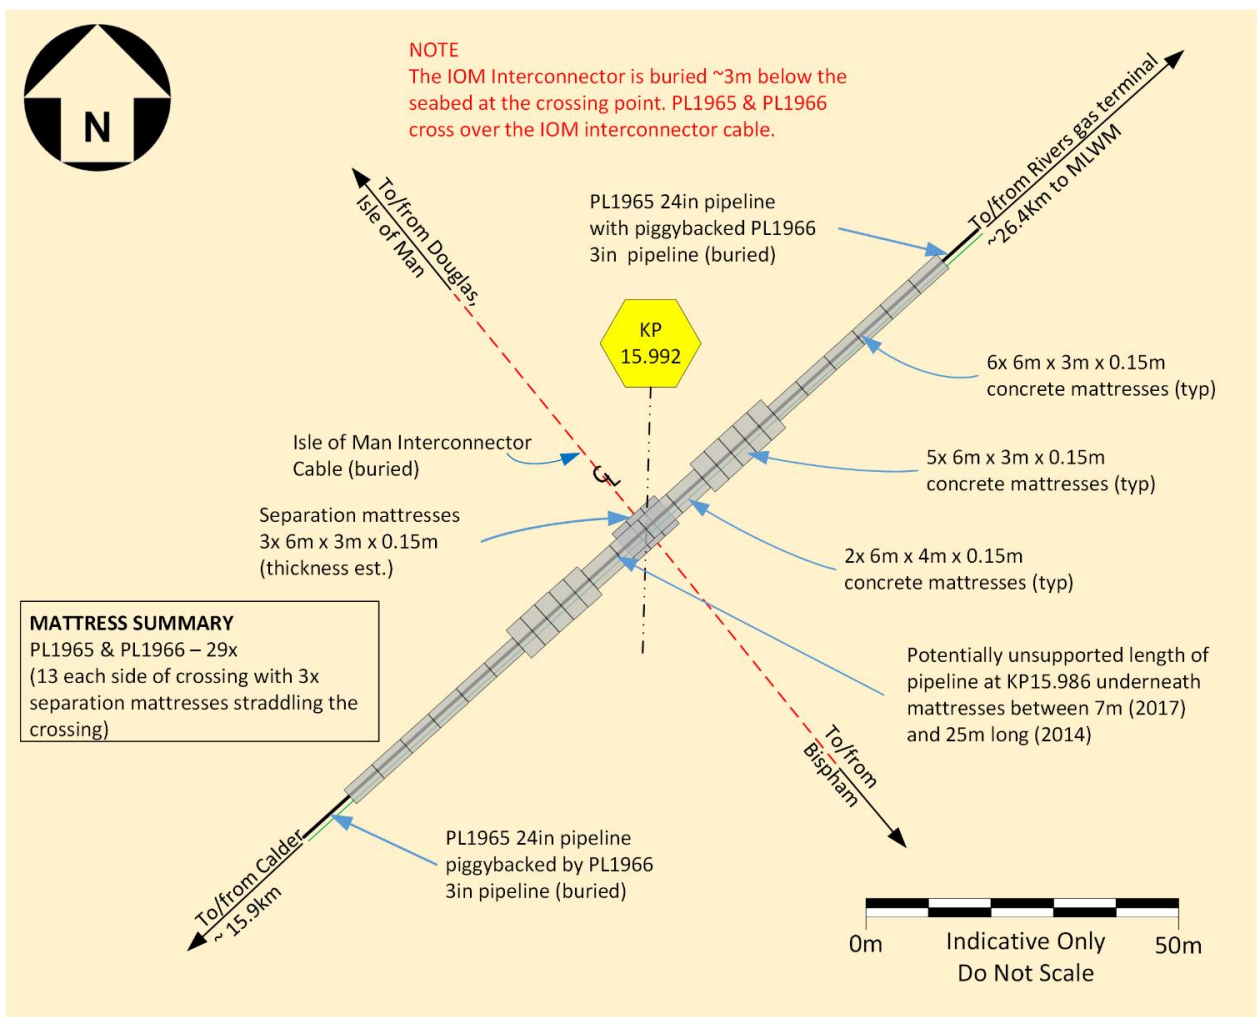 N
NOTE
The IOM Interconnector is buried ~3m below the
seabed at the crossing point. PL1965 & PL1966
cross over the IOM interconnector cable.
To/from Rivers gas terminal
~26.4Km to MLWM
To/from Douglas,
Isle of Man
PL1965 24in pipeline
with piggybacked PL1966
3in pipeline (buried)
KP
15.992
6x 6m x 3m x 0.15m
concrete mattresses (typ)
Isle of Man Interconnector
Cable (buried)
CL
5x 6m x 3m x 0.15m
concrete mattresses (typ)
Separation mattresses
3x 6m x 3m x 0.15m
(thickness est.)
2x 6m x 4m x 0.15m
concrete mattresses (typ)
MATTRESS SUMMARY
PL1965 & PL1966 – 29x
(13 each side of crossing with 3x
separation mattresses straddling the
crossing)
Potentially unsupported length of
pipeline at KP15.986 underneath
mattresses between 7m (2017)
and 25m long (2014)
To/from
Bispham
PL1965 24in pipeline
piggybacked by PL1966
3in pipeline (buried)
To/from Calder
~ 15.9km
0m
Indicative Only
Do Not Scale
50m